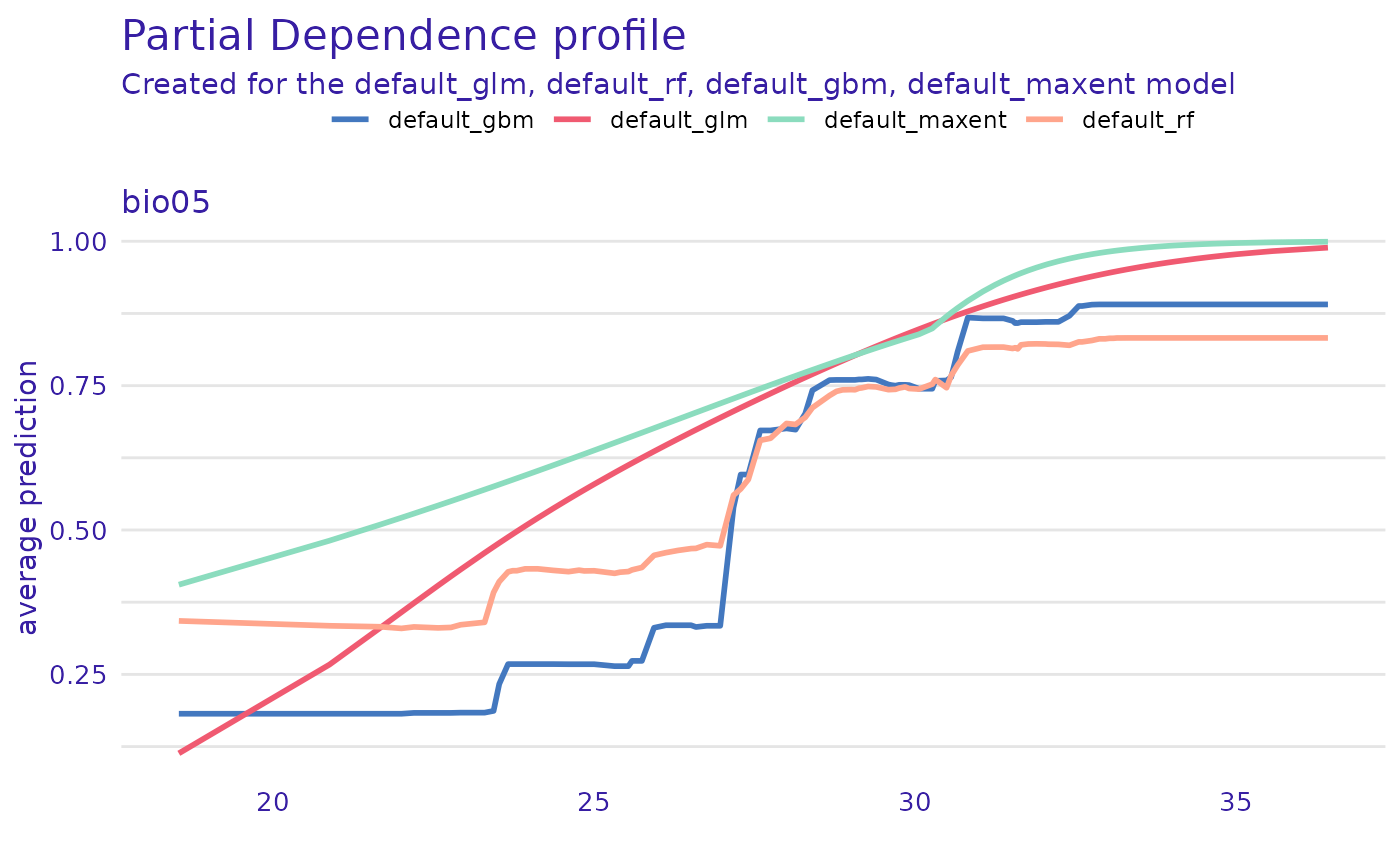 Partial Dependence profile
Created for the default_glm, default_rf, default_gbm, default_maxent model
default_gbm default_glm default_maxent default_rf
bio05
1.00
0.75
0.50
0.25
average prediction
20 25 30 35